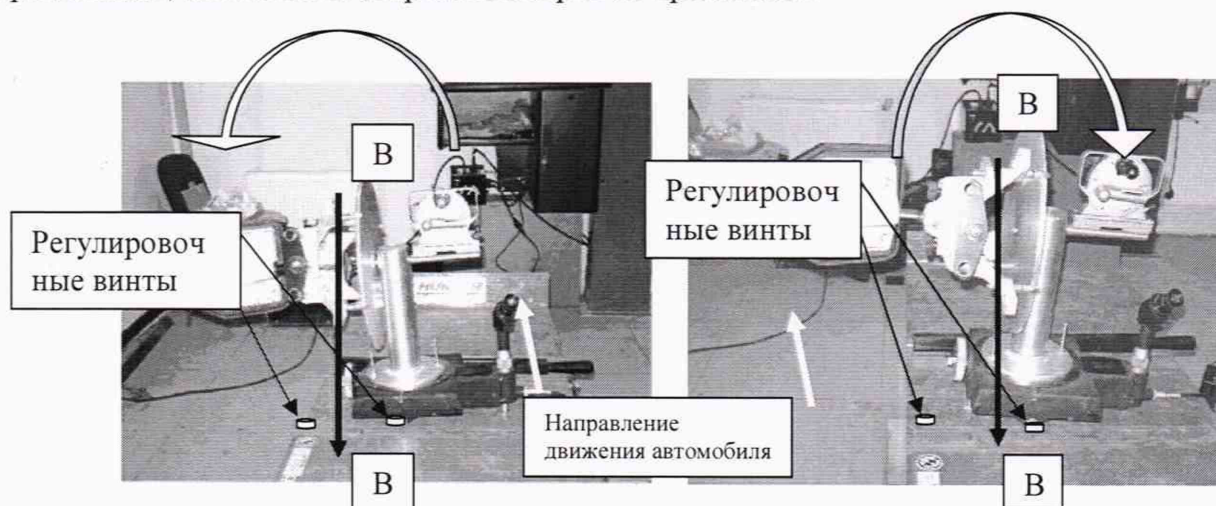 В
Регулировоч
ные винты
Направление
движения автомобиля
В
В
Регулировоч
ные винты
В